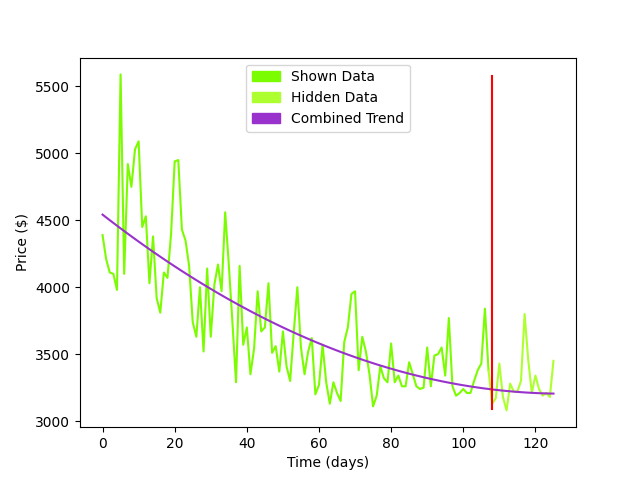 Shown Data
Hidden Data
Combined Trend
Price ($)
5500
5000
4500
4000
3500
3000
0 20 40 60 80 100 120
Time (days)